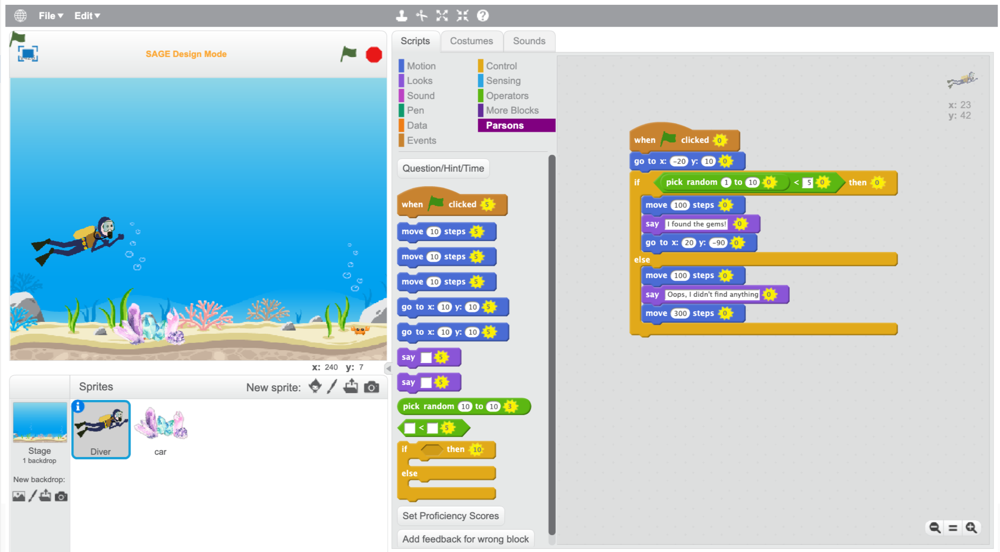 File Edit
SAGE Design Mode
v426
x: 240 y: 7
Sprites
New sprite:
Stage
1 backdrop
New backdrop:
Diver
car
Scripts
Costumes
Sounds
Motion
Looks
Sound
Pen
Data
Events
Control
Sensing
Operators
More Blocks
Parsons
Question/Hint/Time
when clicked 5
move 10 steps 5
move 10 steps 5
move 10 steps 5
go to x: 10 y: 10 5
go to x: 10 y: 10 5
say 5
say 5
pick random 10 to 10 3
< 5
if then 10
else
Set Proficiency Scores
Add feedback for wrong block
x: 23
y: 42
when clicked 0
go to x: -20 y: 10 0
if pick random 1 to 10 0 < 5 0 then 0
move 100 steps 0
say I found the gems! 0
go to x: 20 y: -90 0
else
move 100 steps 0
say Oops, I didn't find anything 0
move 300 steps 0